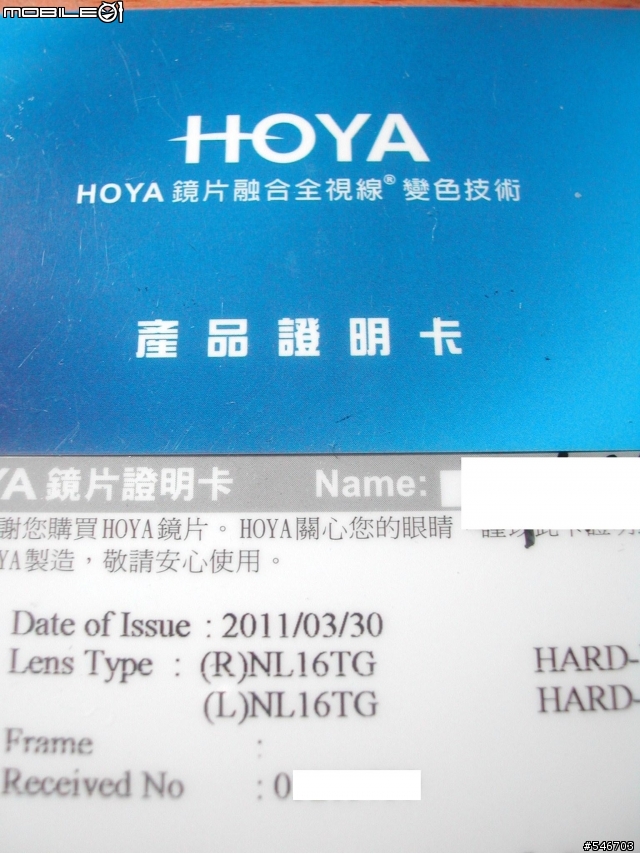 MOBILE01
HOYA
HOYA 鏡片融合全視線® 變色技術
產品證明卡
YA 鏡片證明卡 Name:
謝您購買HOYA鏡片。HOYA關心您的眼睛
YA製造，敬請安心使用。
Date of Issue : 2011/03/30
Lens Type : (R)NL16TG HARD-
(L)NL16TG HARD-
Frame :
Received No : 0
#546703